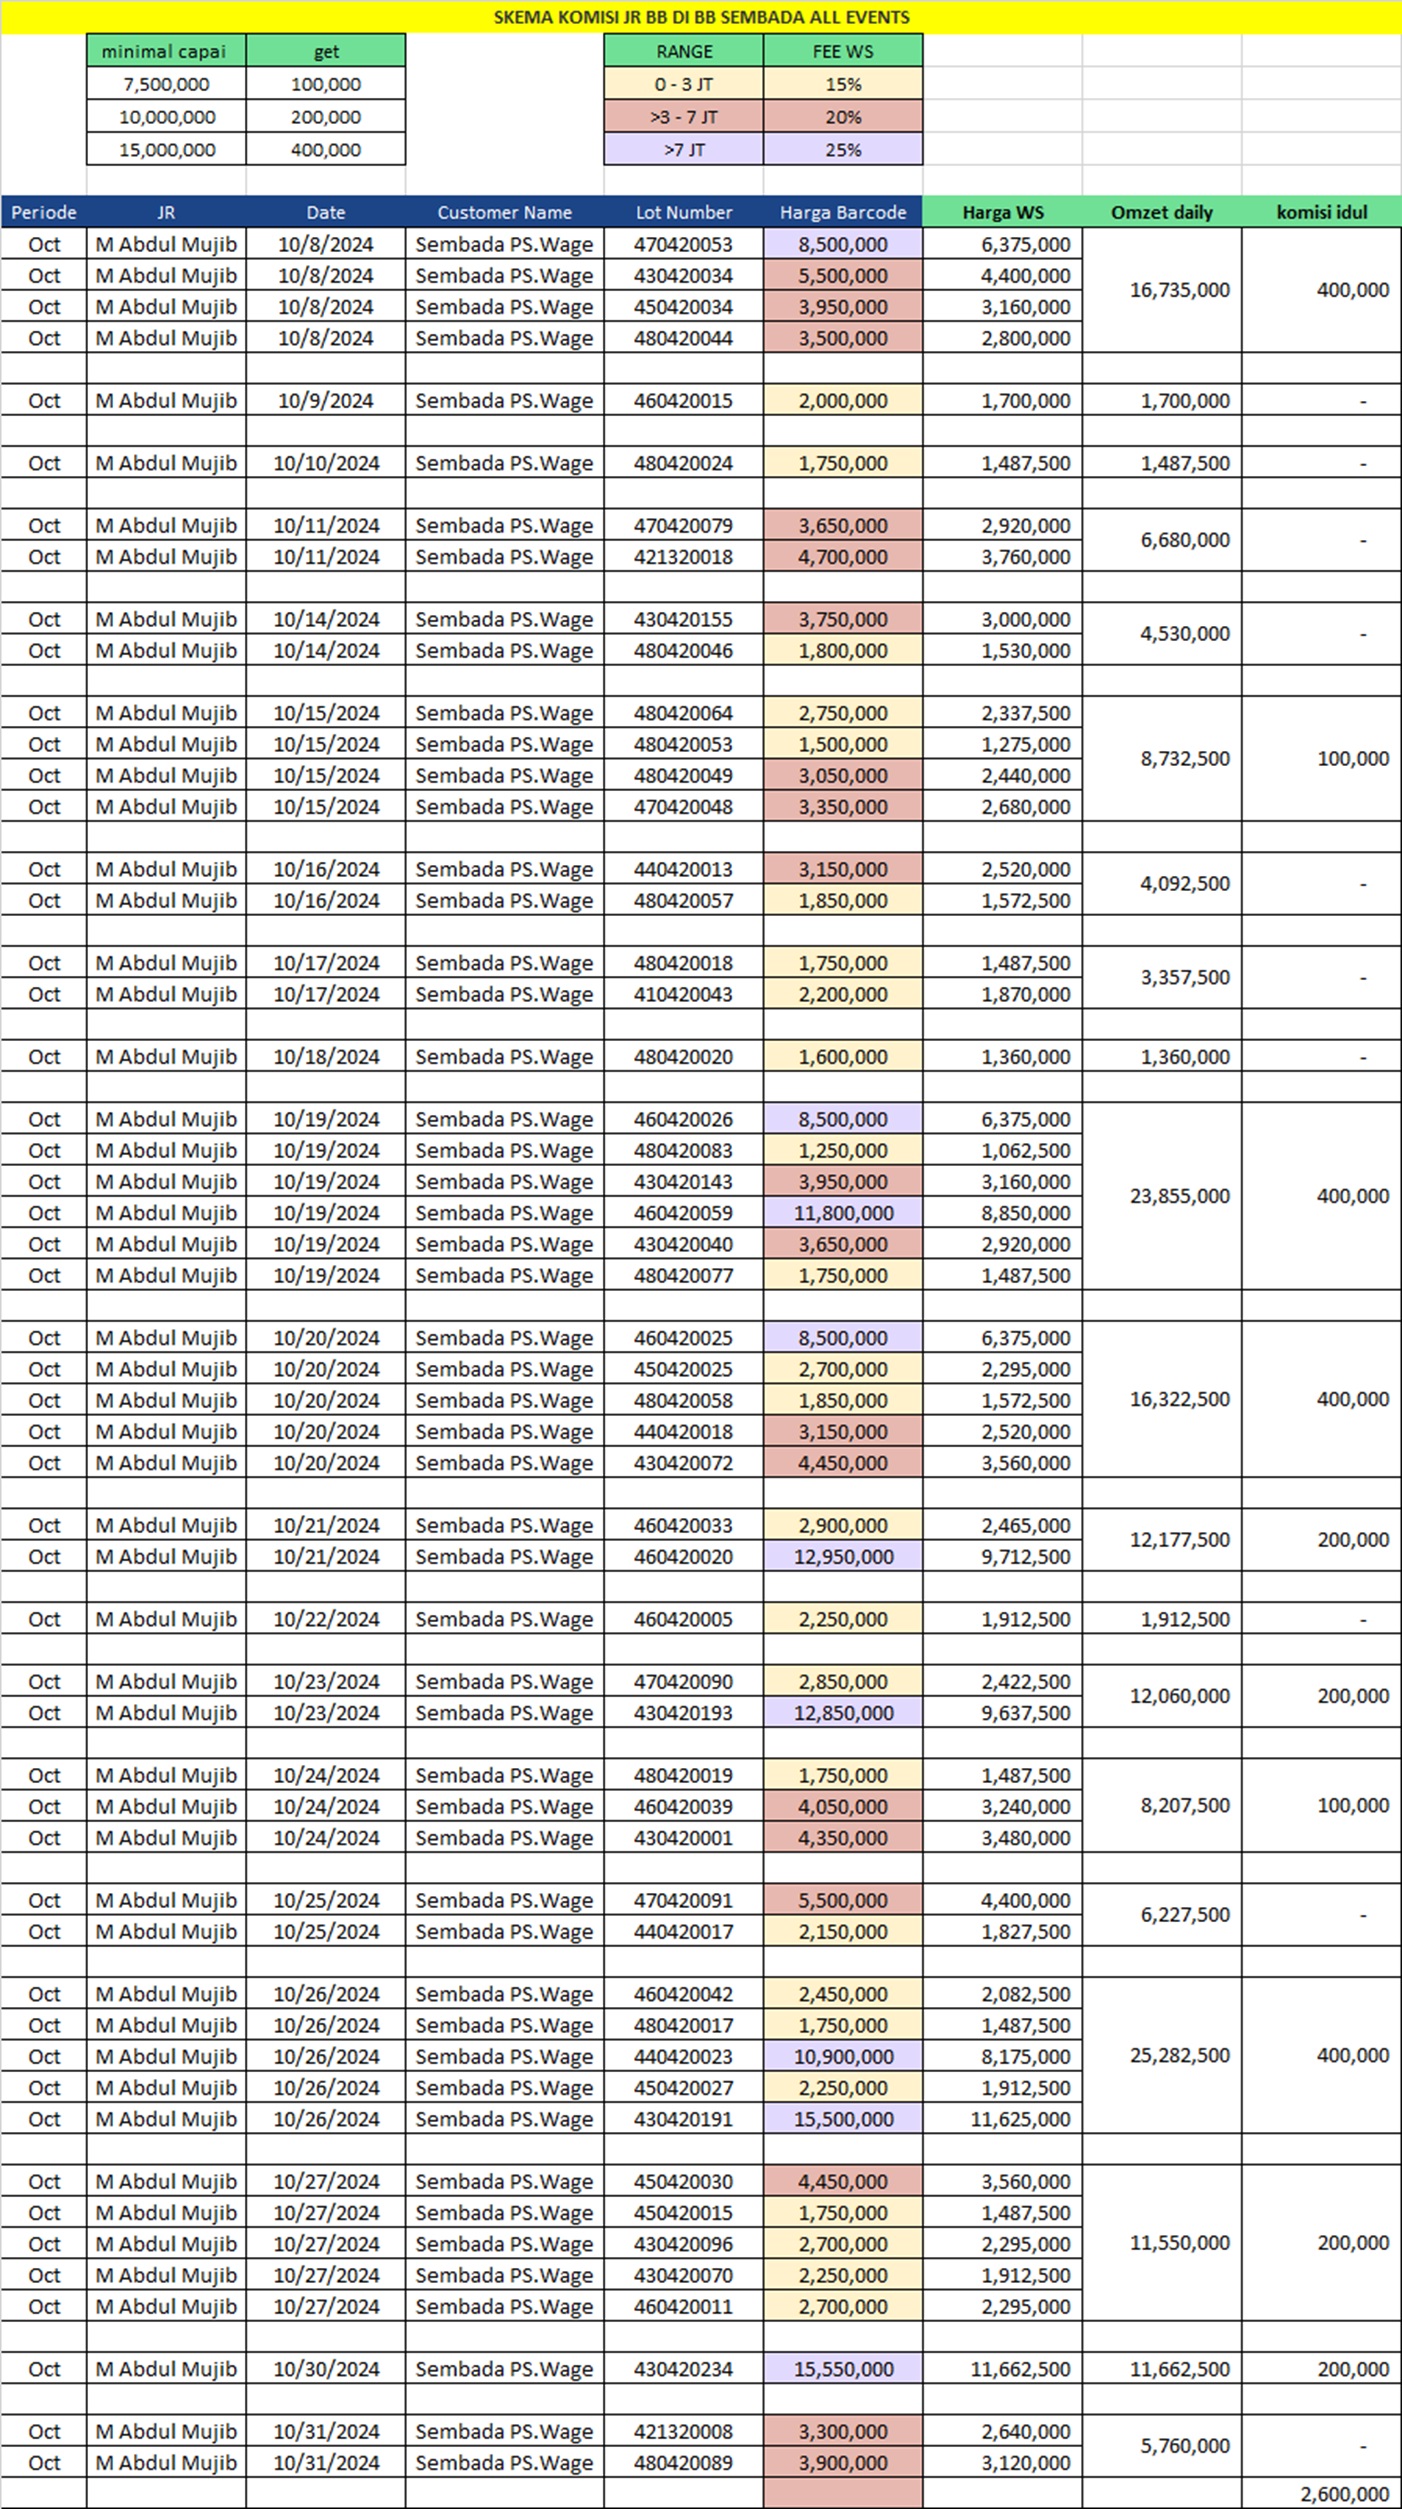 SKEMA KOMISI JR BB DI BB SEMBADA ALL EVENTS
minimal capai get RANGE FEE WS
7,500,000 100,000 0 - 3 JT 15%
10,000,000 200,000 >3 - 7 JT 20%
15,000,000 400,000 >7 JT 25%
Periode JR Date Customer Name Lot Number Harga Barcode Harga WS Omzet daily komisi idul
Oct M Abdul Mujib 10/8/2024 Sembada PS.Wage 470420053 8,500,000 6,375,000
Oct M Abdul Mujib 10/8/2024 Sembada PS.Wage 430420034 5,500,000 4,400,000
16,735,000 400,000
Oct M Abdul Mujib 10/8/2024 Sembada PS.Wage 450420034 3,950,000 3,160,000
Oct M Abdul Mujib 10/8/2024 Sembada PS.Wage 480420044 3,500,000 2,800,000
Oct M Abdul Mujib 10/9/2024 Sembada PS.Wage 460420015 2,000,000 1,700,000 1,700,000 -
Oct M Abdul Mujib 10/10/2024 Sembada PS.Wage 480420024 1,750,000 1,487,500 1,487,500 -
Oct M Abdul Mujib 10/11/2024 Sembada PS.Wage 470420079 3,650,000 2,920,000
6,680,000 -
Oct M Abdul Mujib 10/11/2024 Sembada PS.Wage 421320018 4,700,000 3,760,000
Oct M Abdul Mujib 10/14/2024 Sembada PS.Wage 430420155 3,750,000 3,000,000
4,530,000 -
Oct M Abdul Mujib 10/14/2024 Sembada PS.Wage 480420046 1,800,000 1,530,000
Oct M Abdul Mujib 10/15/2024 Sembada PS.Wage 480420064 2,750,000 2,337,500
Oct M Abdul Mujib 10/15/2024 Sembada PS.Wage 480420053 1,500,000 1,275,000
8,732,500 100,000
Oct M Abdul Mujib 10/15/2024 Sembada PS.Wage 480420049 3,050,000 2,440,000
Oct M Abdul Mujib 10/15/2024 Sembada PS.Wage 470420048 3,350,000 2,680,000
Oct M Abdul Mujib 10/16/2024 Sembada PS.Wage 440420013 3,150,000 2,520,000
4,092,500 -
Oct M Abdul Mujib 10/16/2024 Sembada PS.Wage 480420057 1,850,000 1,572,500
Oct M Abdul Mujib 10/17/2024 Sembada PS.Wage 480420018 1,750,000 1,487,500
3,357,500 -
Oct M Abdul Mujib 10/17/2024 Sembada PS.Wage 410420043 2,200,000 1,870,000
Oct M Abdul Mujib 10/18/2024 Sembada PS.Wage 480420020 1,600,000 1,360,000 1,360,000 -
Oct M Abdul Mujib 10/19/2024 Sembada PS.Wage 460420026 8,500,000 6,375,000
Oct M Abdul Mujib 10/19/2024 Sembada PS.Wage 480420083 1,250,000 1,062,500
Oct M Abdul Mujib 10/19/2024 Sembada PS.Wage 430420143 3,950,000 3,160,000
23,855,000 400,000
Oct M Abdul Mujib 10/19/2024 Sembada PS.Wage 460420059 11,800,000 8,850,000
Oct M Abdul Mujib 10/19/2024 Sembada PS.Wage 430420040 3,650,000 2,920,000
Oct M Abdul Mujib 10/19/2024 Sembada PS.Wage 480420077 1,750,000 1,487,500
Oct M Abdul Mujib 10/20/2024 Sembada PS.Wage 460420025 8,500,000 6,375,000
Oct M Abdul Mujib 10/20/2024 Sembada PS.Wage 450420025 2,700,000 2,295,000
Oct M Abdul Mujib 10/20/2024 Sembada PS.Wage 480420058 1,850,000 1,572,500 16,322,500 400,000
Oct M Abdul Mujib 10/20/2024 Sembada PS.Wage 440420018 3,150,000 2,520,000
Oct M Abdul Mujib 10/20/2024 Sembada PS.Wage 430420072 4,450,000 3,560,000
Oct M Abdul Mujib 10/21/2024 Sembada PS.Wage 460420033 2,900,000 2,465,000
12,177,500 200,000
Oct M Abdul Mujib 10/21/2024 Sembada PS.Wage 460420020 12,950,000 9,712,500
Oct M Abdul Mujib 10/22/2024 Sembada PS.Wage 460420005 2,250,000 1,912,500 1,912,500 -
Oct M Abdul Mujib 10/23/2024 Sembada PS.Wage 470420090 2,850,000 2,422,500
12,060,000 200,000
Oct M Abdul Mujib 10/23/2024 Sembada PS.Wage 430420193 12,850,000 9,637,500
Oct M Abdul Mujib 10/24/2024 Sembada PS.Wage 480420019 1,750,000 1,487,500
Oct M Abdul Mujib 10/24/2024 Sembada PS.Wage 460420039 4,050,000 3,240,000 8,207,500 100,000
Oct M Abdul Mujib 10/24/2024 Sembada PS.Wage 430420001 4,350,000 3,480,000
Oct M Abdul Mujib 10/25/2024 Sembada PS.Wage 470420091 5,500,000 4,400,000
6,227,500 -
Oct M Abdul Mujib 10/25/2024 Sembada PS.Wage 440420017 2,150,000 1,827,500
Oct M Abdul Mujib 10/26/2024 Sembada PS.Wage 460420042 2,450,000 2,082,500
Oct M Abdul Mujib 10/26/2024 Sembada PS.Wage 480420017 1,750,000 1,487,500
Oct M Abdul Mujib 10/26/2024 Sembada PS.Wage 440420023 10,900,000 8,175,000 25,282,500 400,000
Oct M Abdul Mujib 10/26/2024 Sembada PS.Wage 450420027 2,250,000 1,912,500
Oct M Abdul Mujib 10/26/2024 Sembada PS.Wage 430420191 15,500,000 11,625,000
Oct M Abdul Mujib 10/27/2024 Sembada PS.Wage 450420030 4,450,000 3,560,000
Oct M Abdul Mujib 10/27/2024 Sembada PS.Wage 450420015 1,750,000 1,487,500
Oct M Abdul Mujib 10/27/2024 Sembada PS.Wage 430420096 2,700,000 2,295,000 11,550,000 200,000
Oct M Abdul Mujib 10/27/2024 Sembada PS.Wage 430420070 2,250,000 1,912,500
Oct M Abdul Mujib 10/27/2024 Sembada PS.Wage 460420011 2,700,000 2,295,000
Oct M Abdul Mujib 10/30/2024 Sembada PS.Wage 430420234 15,550,000 11,662,500 11,662,500 200,000
Oct M Abdul Mujib 10/31/2024 Sembada PS.Wage 421320008 3,300,000 2,640,000
5,760,000 -
Oct M Abdul Mujib 10/31/2024 Sembada PS.Wage 480420089 3,900,000 3,120,000
2,600,000